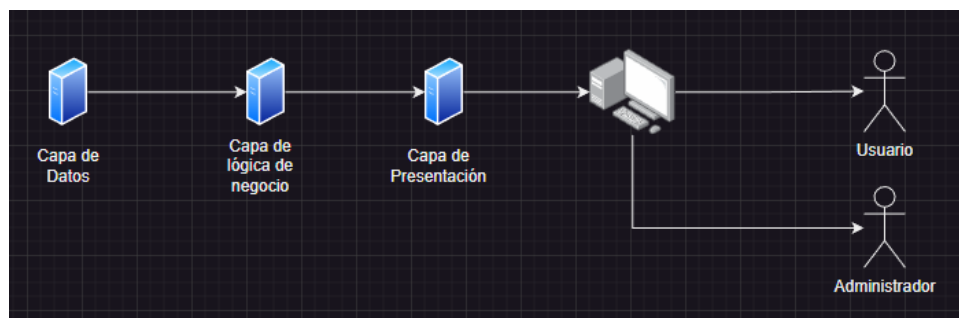 Capa de
Datos
Capa de
lógica de
negocio
Capa de
Presentación
Usuario
Administrador